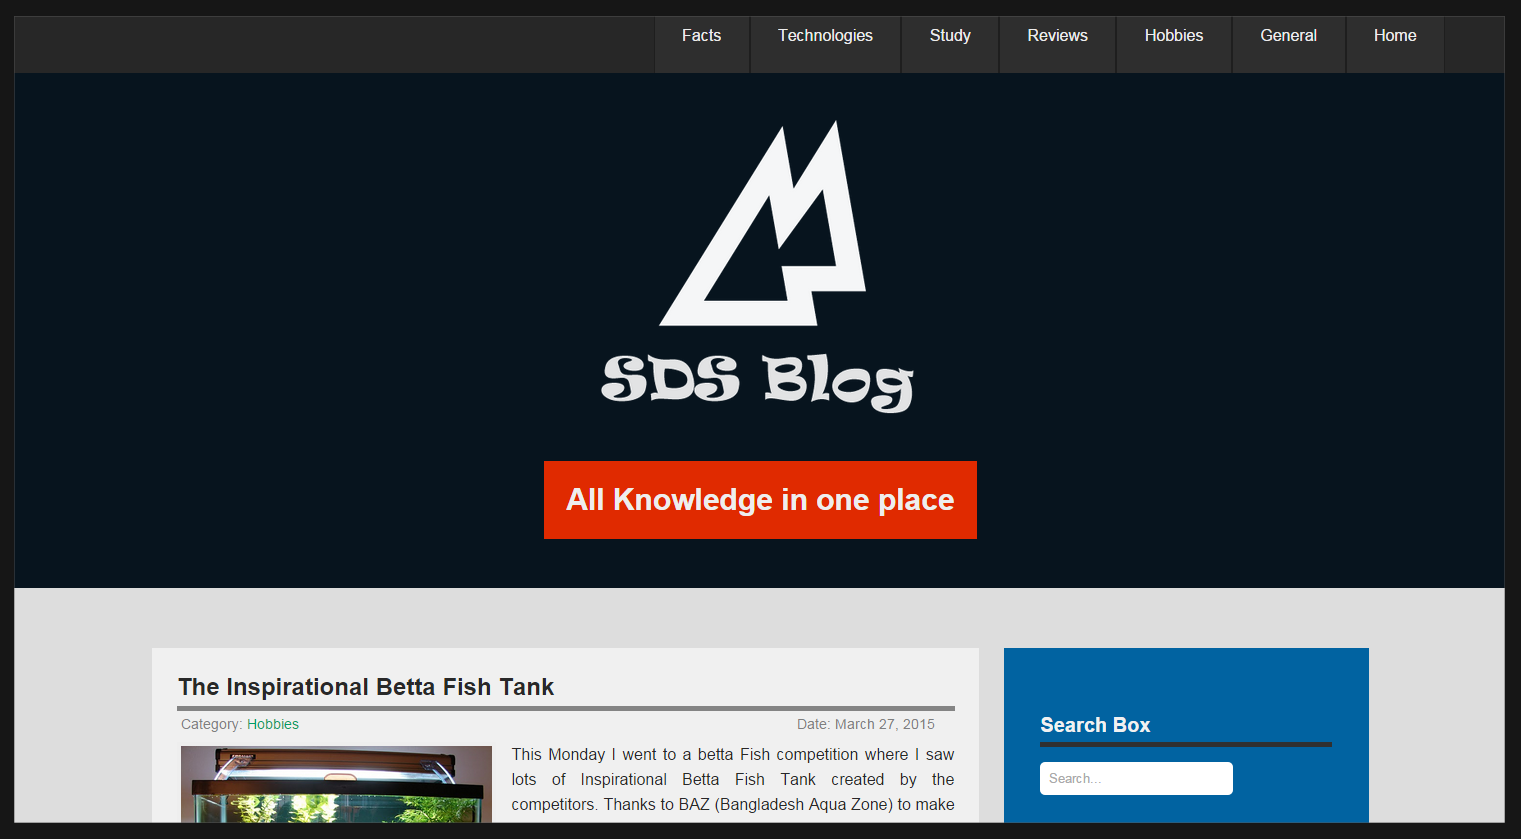 Facts Technologies Study Reviews Hobbies General Home
SDS Blog
All Knowledge in one place
The Inspirational Betta Fish Tank
Category: Hobbies Date: March 27, 2015
This Monday I went to a betta Fish competition where I saw
lots of Inspirational Betta Fish Tank created by the
competitors. Thanks to BAZ (Bangladesh Aqua Zone) to make
Search Box
Search...